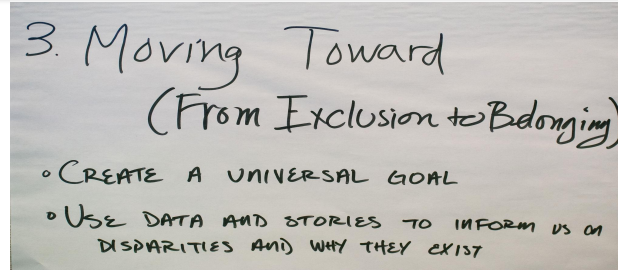 3. Moving Toward
(From Exclusion to Belonging)
◦ CREATE A UNIVERSAL GOAL
◦ USE DATA AND STORIES TO INFORM US on
DISPARITIES AND WHY THEY EXIST